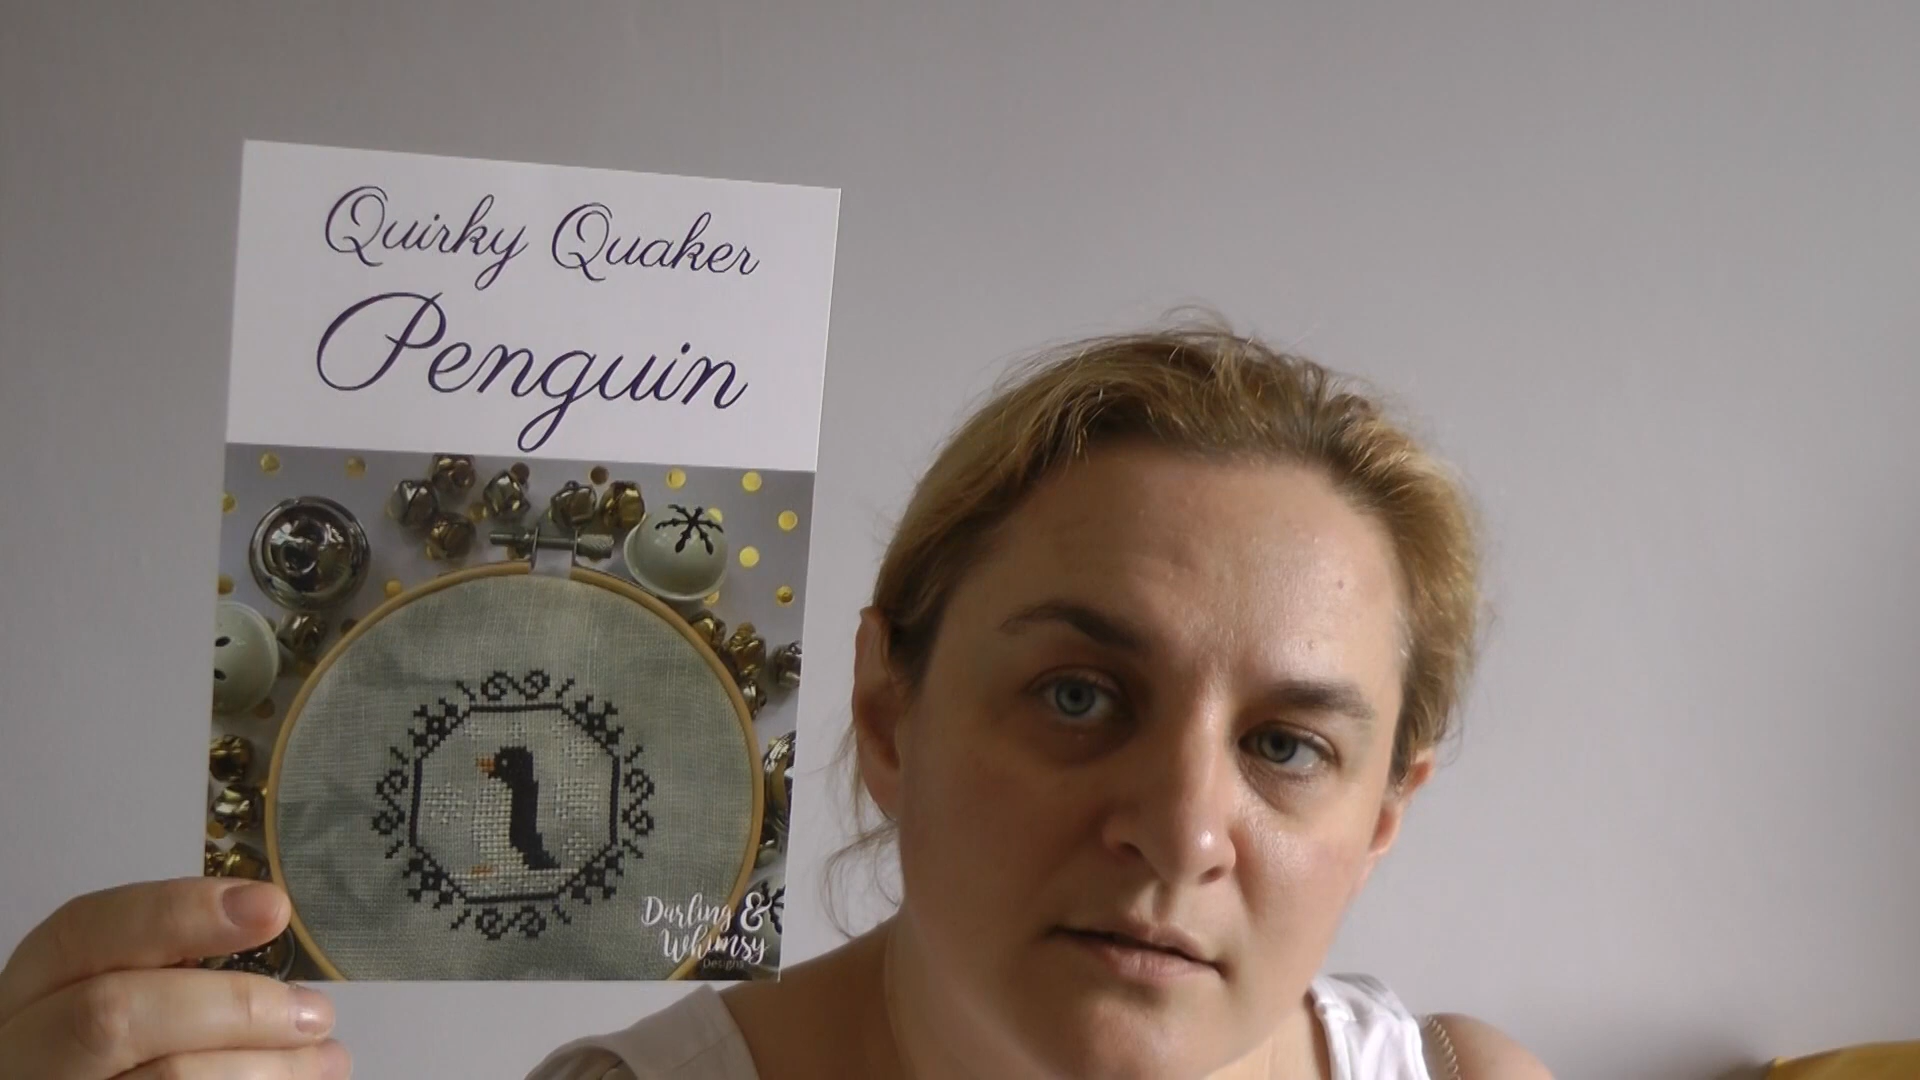 Quirky Quaker
Penguin
Darling &
Whimsy
Designs